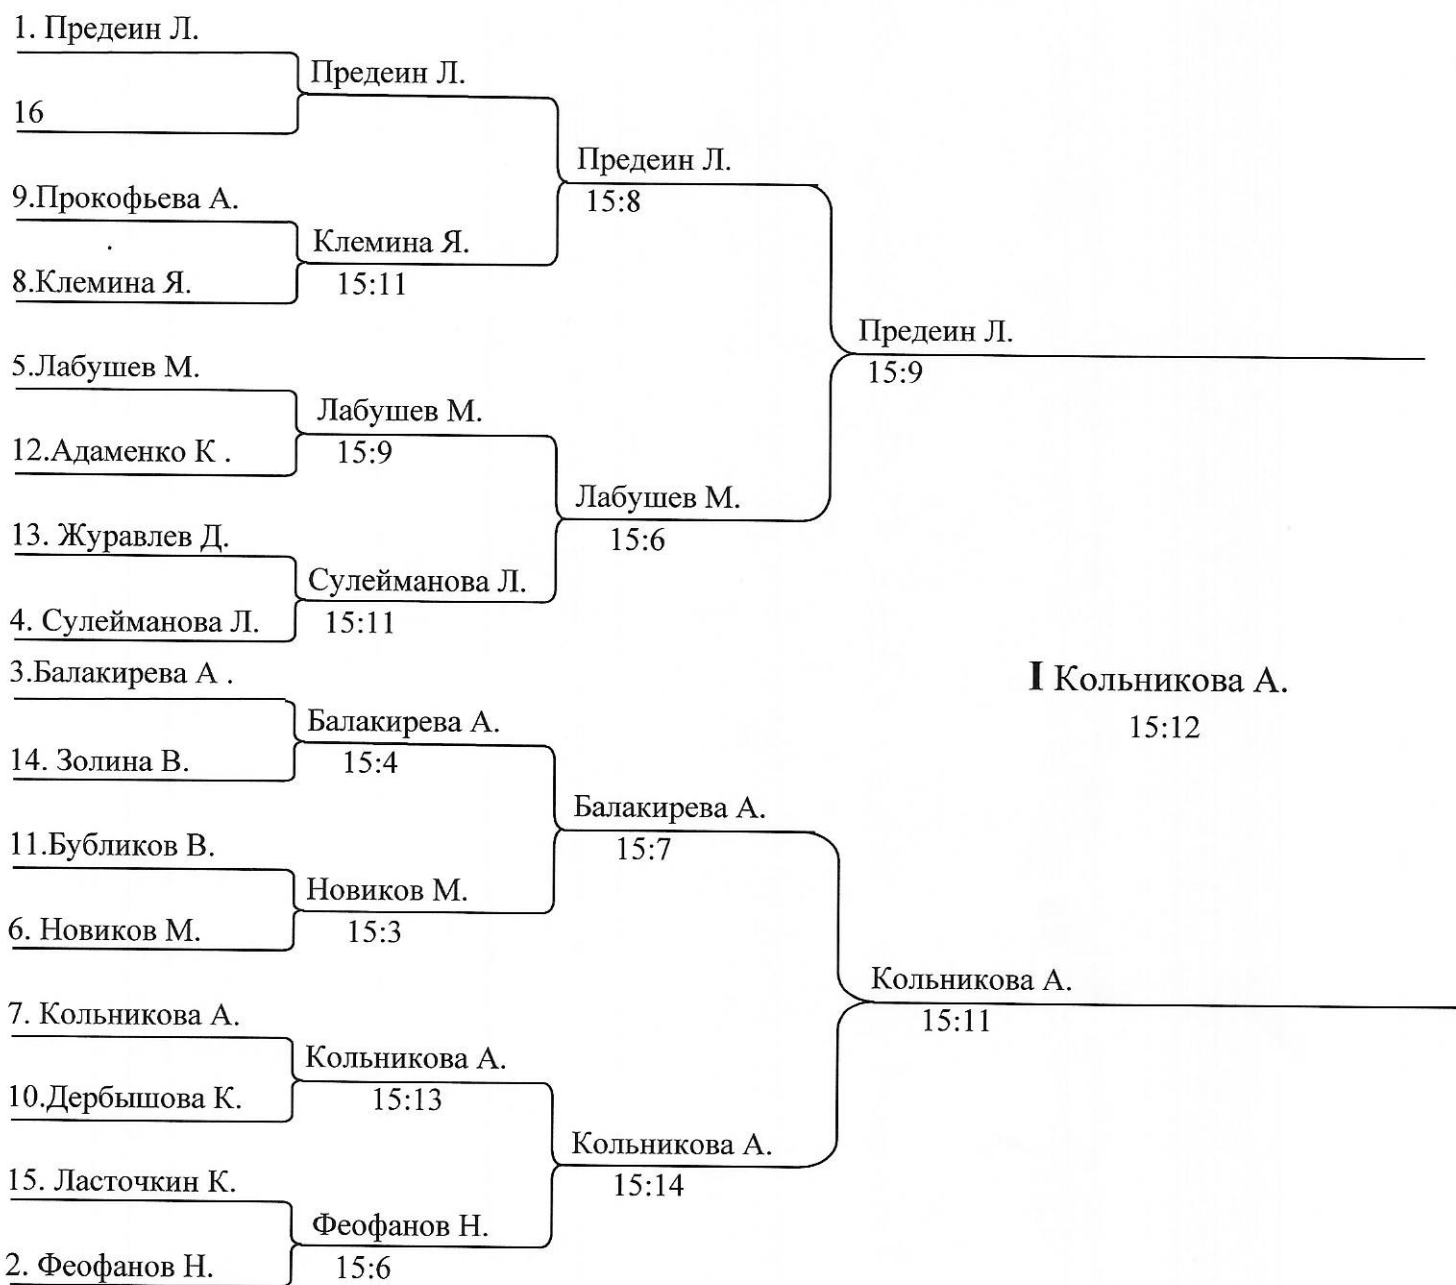 1. Предеин Л.
Предеин Л.
16
Предеин Л.
15:8
9.Прокофьева А.
Клемина Я.
8.Клемина Я.
15:11
Предеин Л.
15:9
5.Лабушев М.
Лабушев М.
12.Адаменко К .
15:9
Лабушев М.
15:6
13. Журавлев Д.
Сулейманова Л.
4. Сулейманова Л.
15:11
3.Балакирева А .
I Кольникова А.
15:12
Балакирева А.
14. Золина В.
15:4
Балакирева А.
15:7
11.Бубликов В.
Новиков М.
6. Новиков М.
15:3
Кольникова А.
15:11
7. Кольникова А.
Кольникова А.
10.Дербышова К.
15:13
Кольникова А.
15:14
15. Ласточкин К.
Феофанов Н.
2. Феофанов Н.
15:6